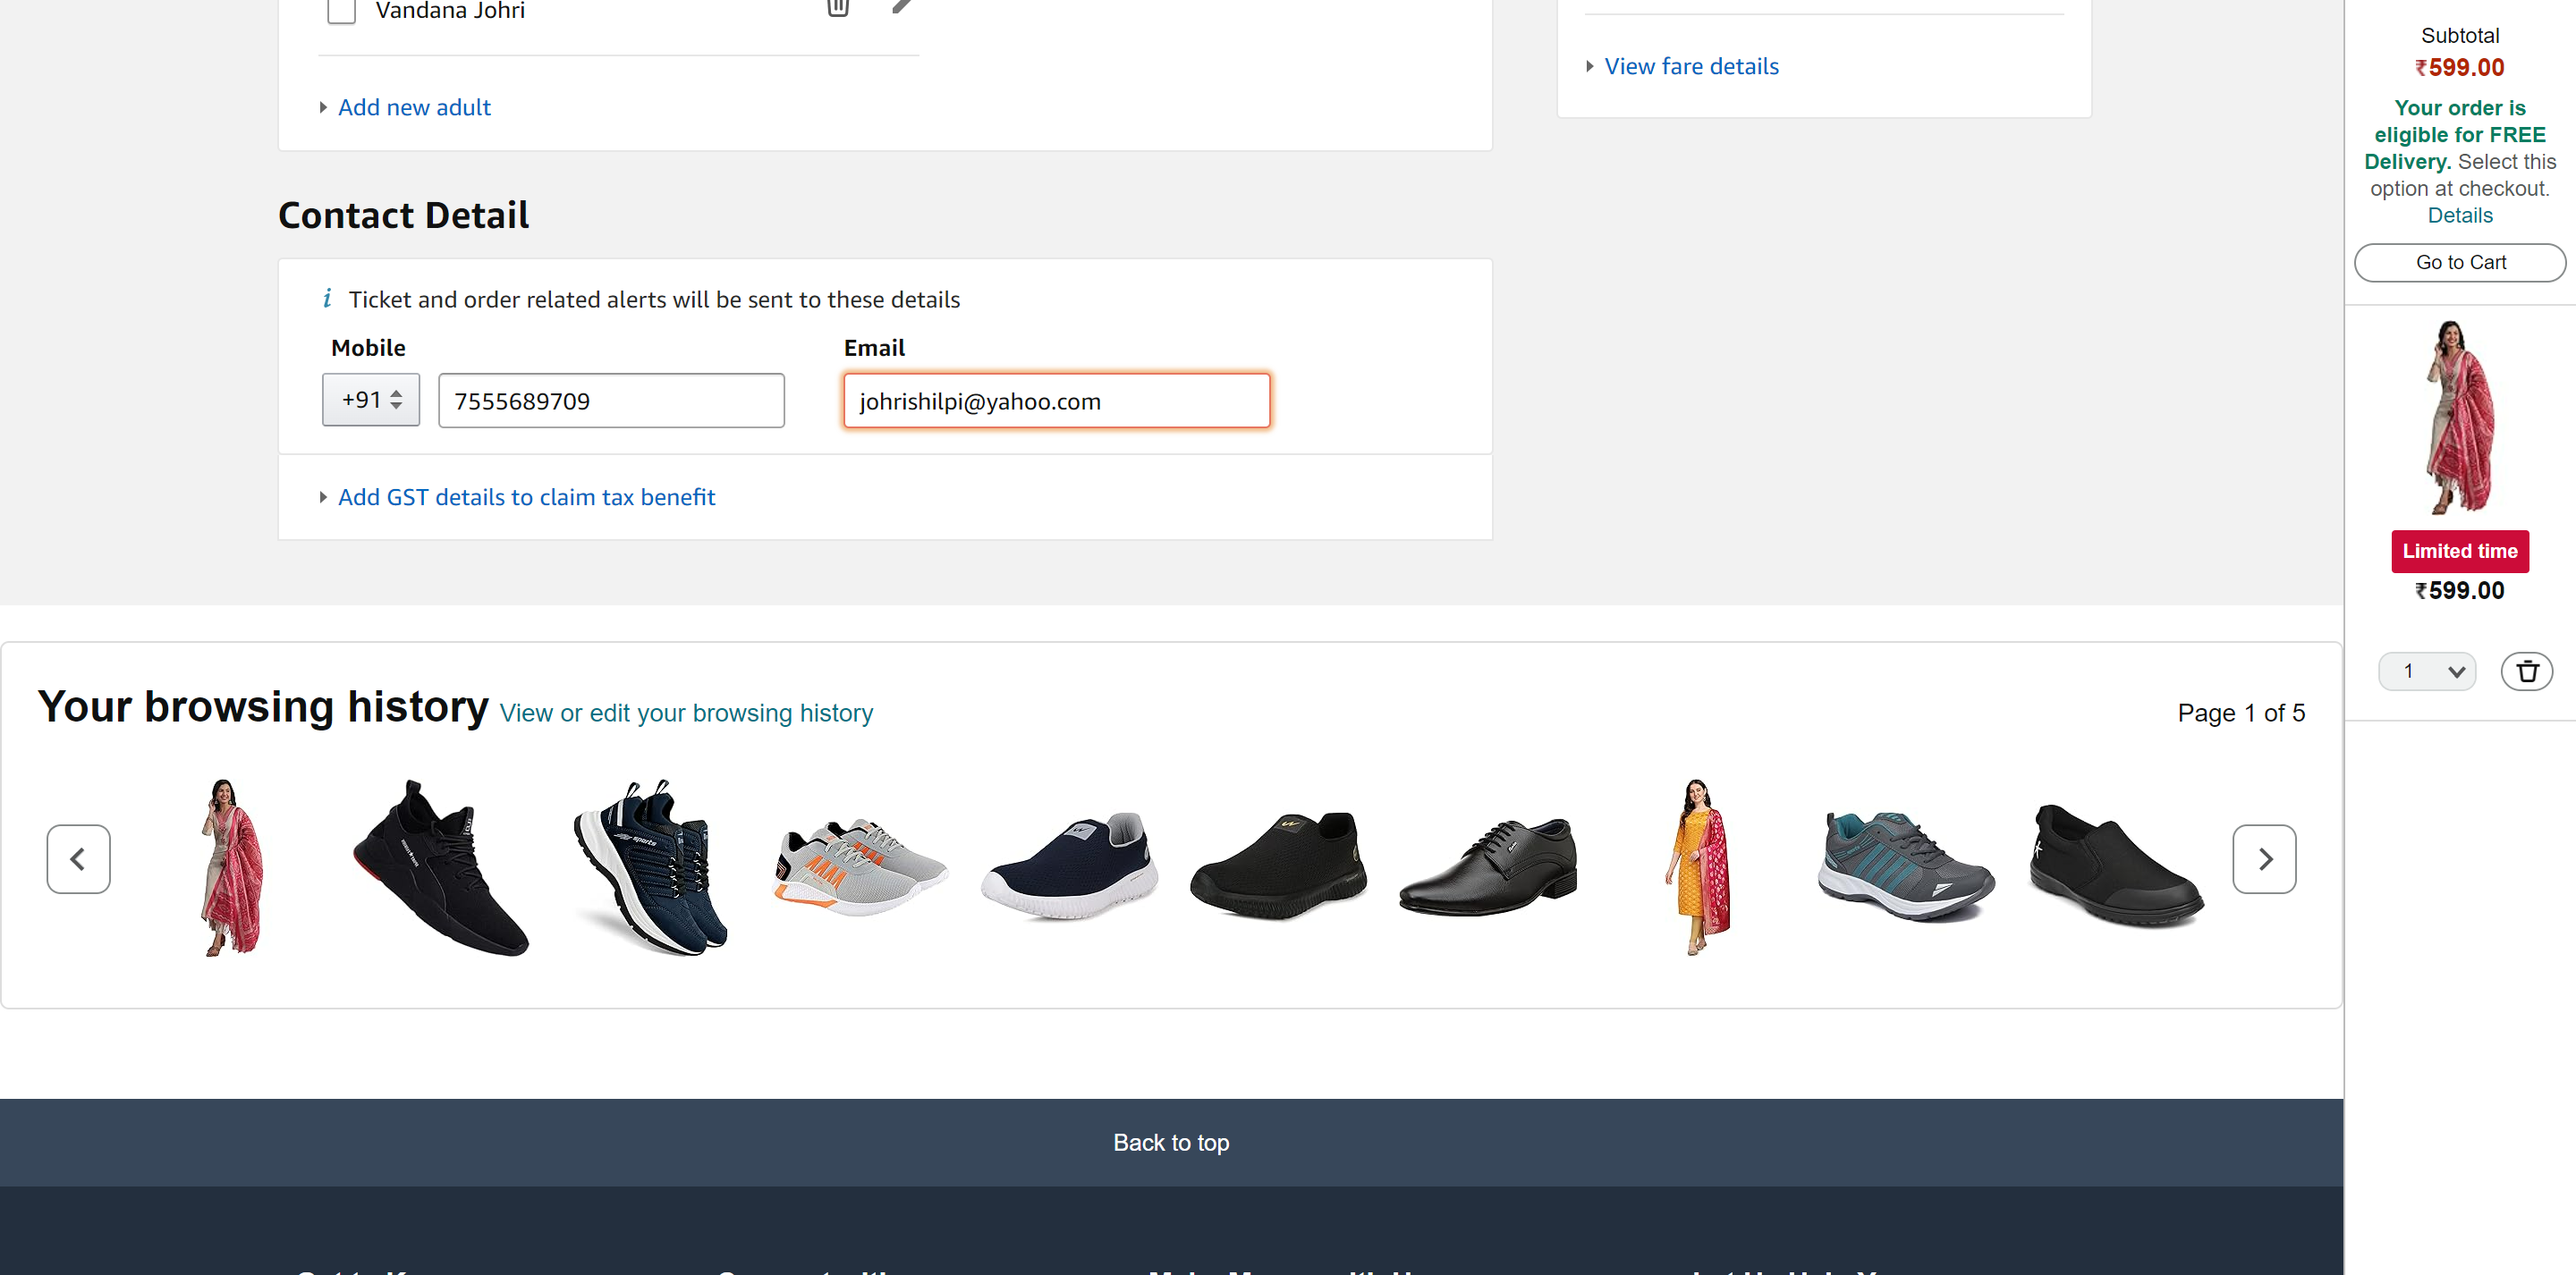 Vandana Johri
Add new adult
View fare details
Contact Detail
i Ticket and order related alerts will be sent to these details
Mobile Email
+91 7555689709 johrishilpi@yahoo.com
Add GST details to claim tax benefit
Subtotal
₹599.00
Your order is
eligible for FREE
Delivery. Select this
option at checkout.
Details
Go to Cart
Limited time
₹599.00
1
Your browsing history View or edit your browsing history Page 1 of 5
Back to top